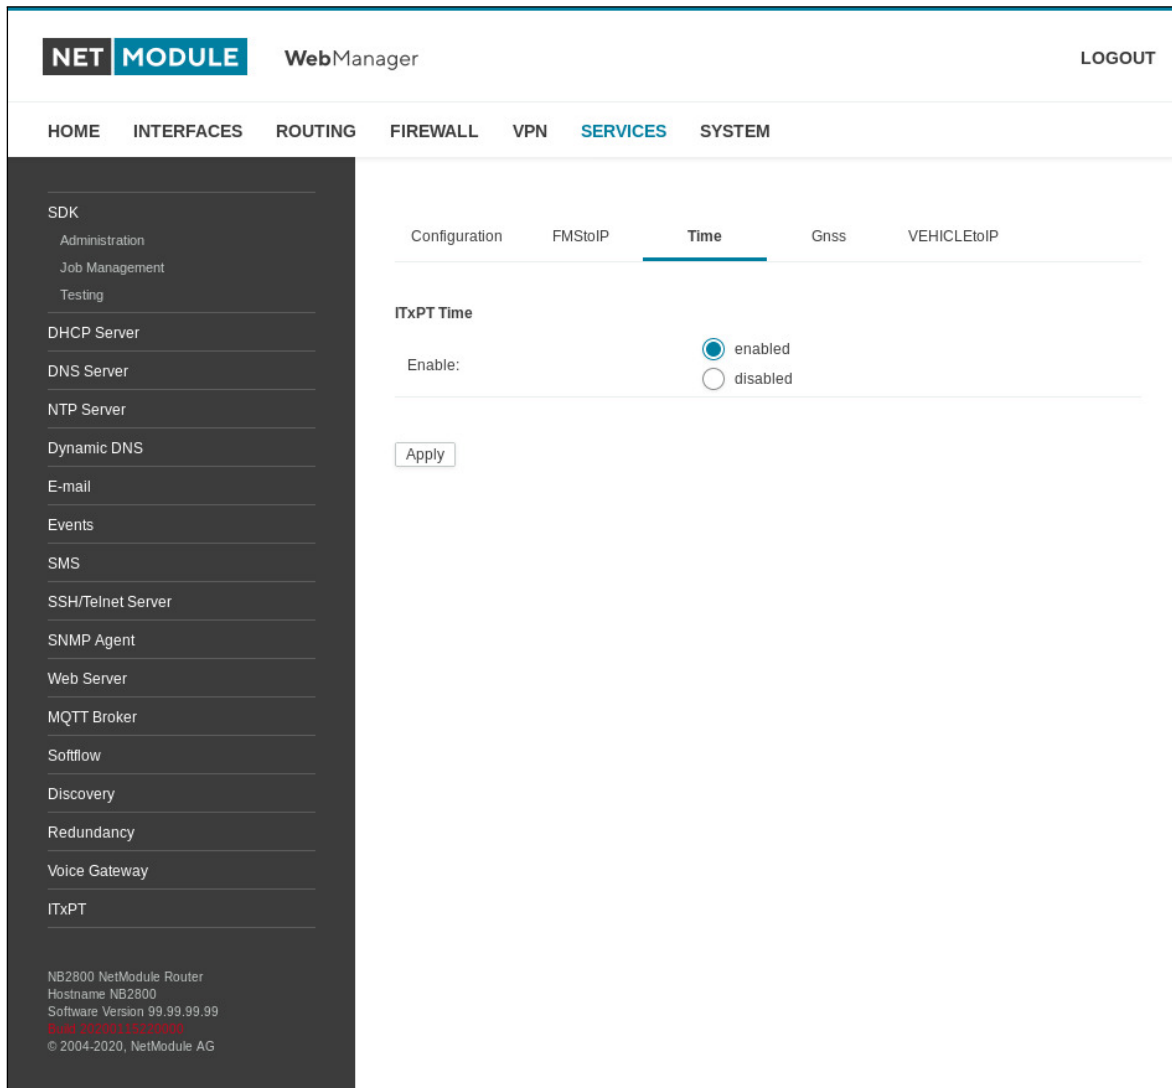 NET MODULE WebManager LOGOUT
HOME INTERFACES ROUTING FIREWALL VPN SERVICES SYSTEM
SDK
Administration
Job Management
Testing
DHCP Server
DNS Server
NTP Server
Dynamic DNS
E-mail
Events
SMS
SSH/Telnet Server
SNMP Agent
Web Server
MQTT Broker
Softflow
Discovery
Redundancy
Voice Gateway
ITxPT
NB2800 NetModule Router
Hostname NB2800
Software Version 99.99.99.99
Build
© 2004-2020, NetModule AG
Configuration FMStoIP Time Gnss VEHICLEtoIP
ITxPT Time
Enable:
enabled
disabled
Apply